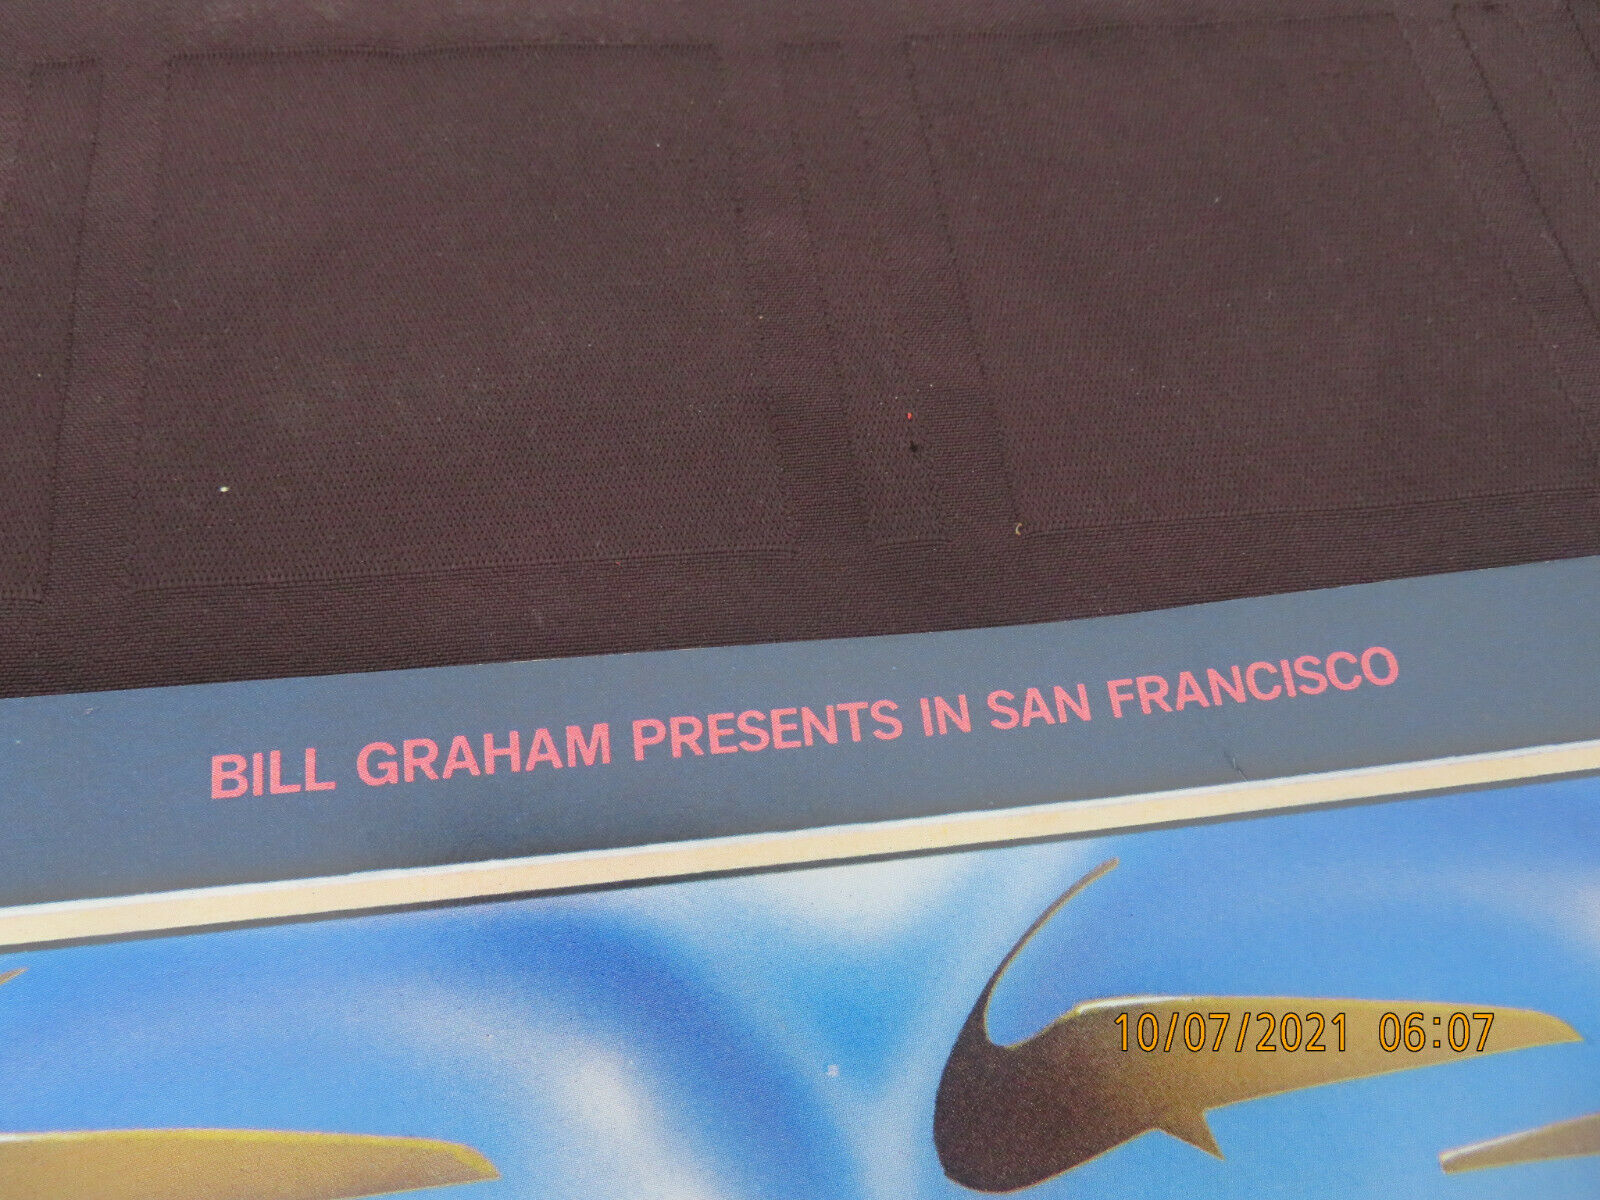 BILL GRAHAM PRESENTS IN SAN FRANCISCO
10/07/2021 06:07